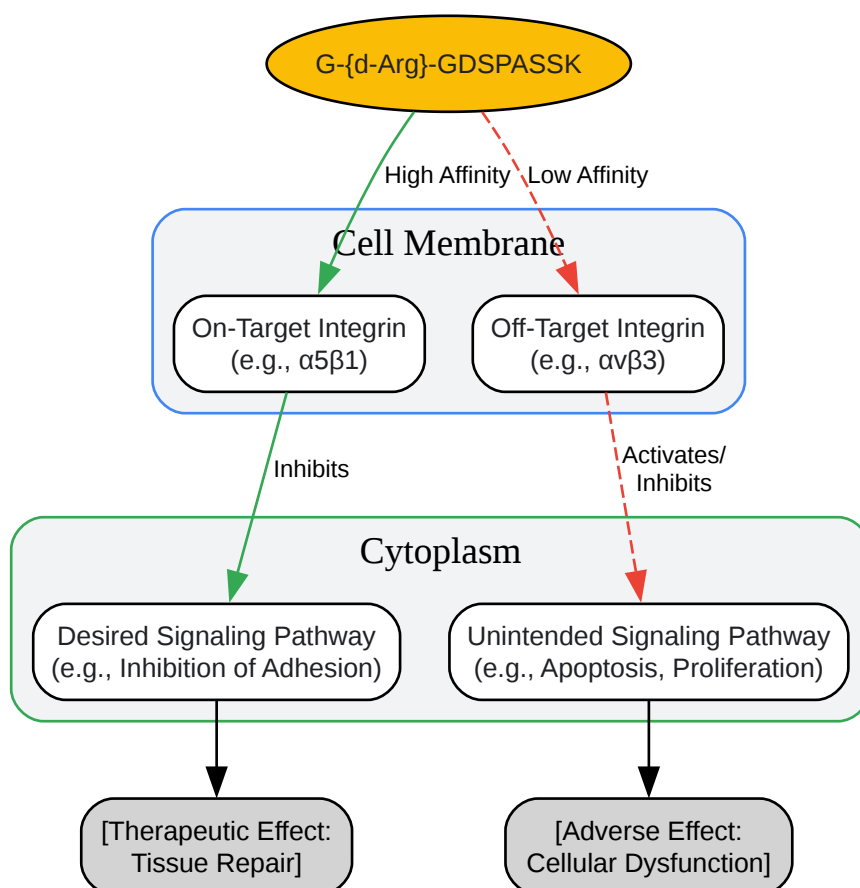 G-{d-Arg}-GDSPASSK
High Affinity
Low Affinity
Cell Membrane
On-Target Integrin
(e.g., α5β1)
Off-Target Integrin
(e.g., αvβ3)
Inhibits
Activates/
Inhibits
Cytoplasm
Desired Signaling Pathway
(e.g., Inhibition of Adhesion)
Unintended Signaling Pathway
(e.g., Apoptosis, Proliferation)
[Therapeutic Effect:
Tissue Repair]
[Adverse Effect:
Cellular Dysfunction]